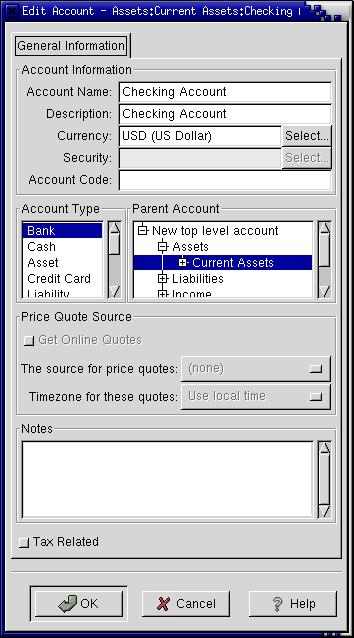 Edit Account - Assets:Current Assets:Checking
General Information
Account Information
Account Name: Checking Account
Description: Checking Account
Currency: USD (US Dollar) Select...
Security: Select...
Account Code:
Account Type
Bank
Cash
Asset
Credit Card
Liability
Parent Account
New top level account
Assets
Current Assets
Liabilities
Income
Price Quote Source
Get Online Quotes
The source for price quotes: (none)
Timezone for these quotes: Use local time
Notes
Tax Related
OK Cancel Help